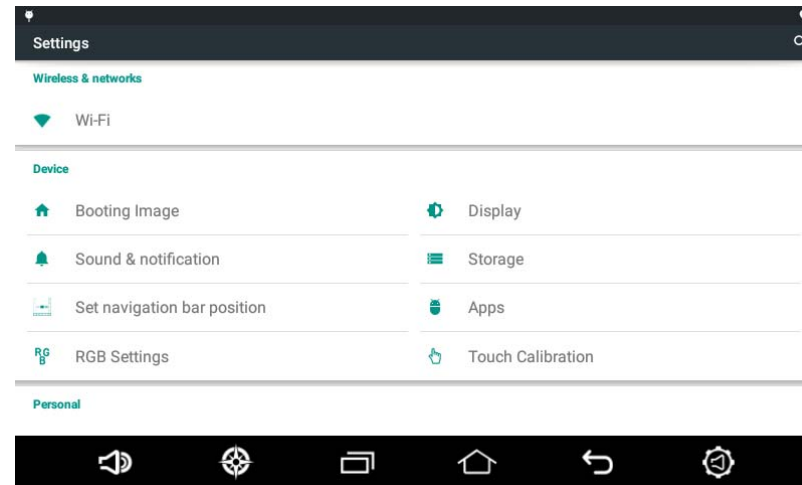 Settings
Wireless & networks
Wi-Fi
Device
Booting Image
Display
Sound & notification
Storage
Set navigation bar position
Apps
RGB
RGB Settings
Touch Calibration
Personal